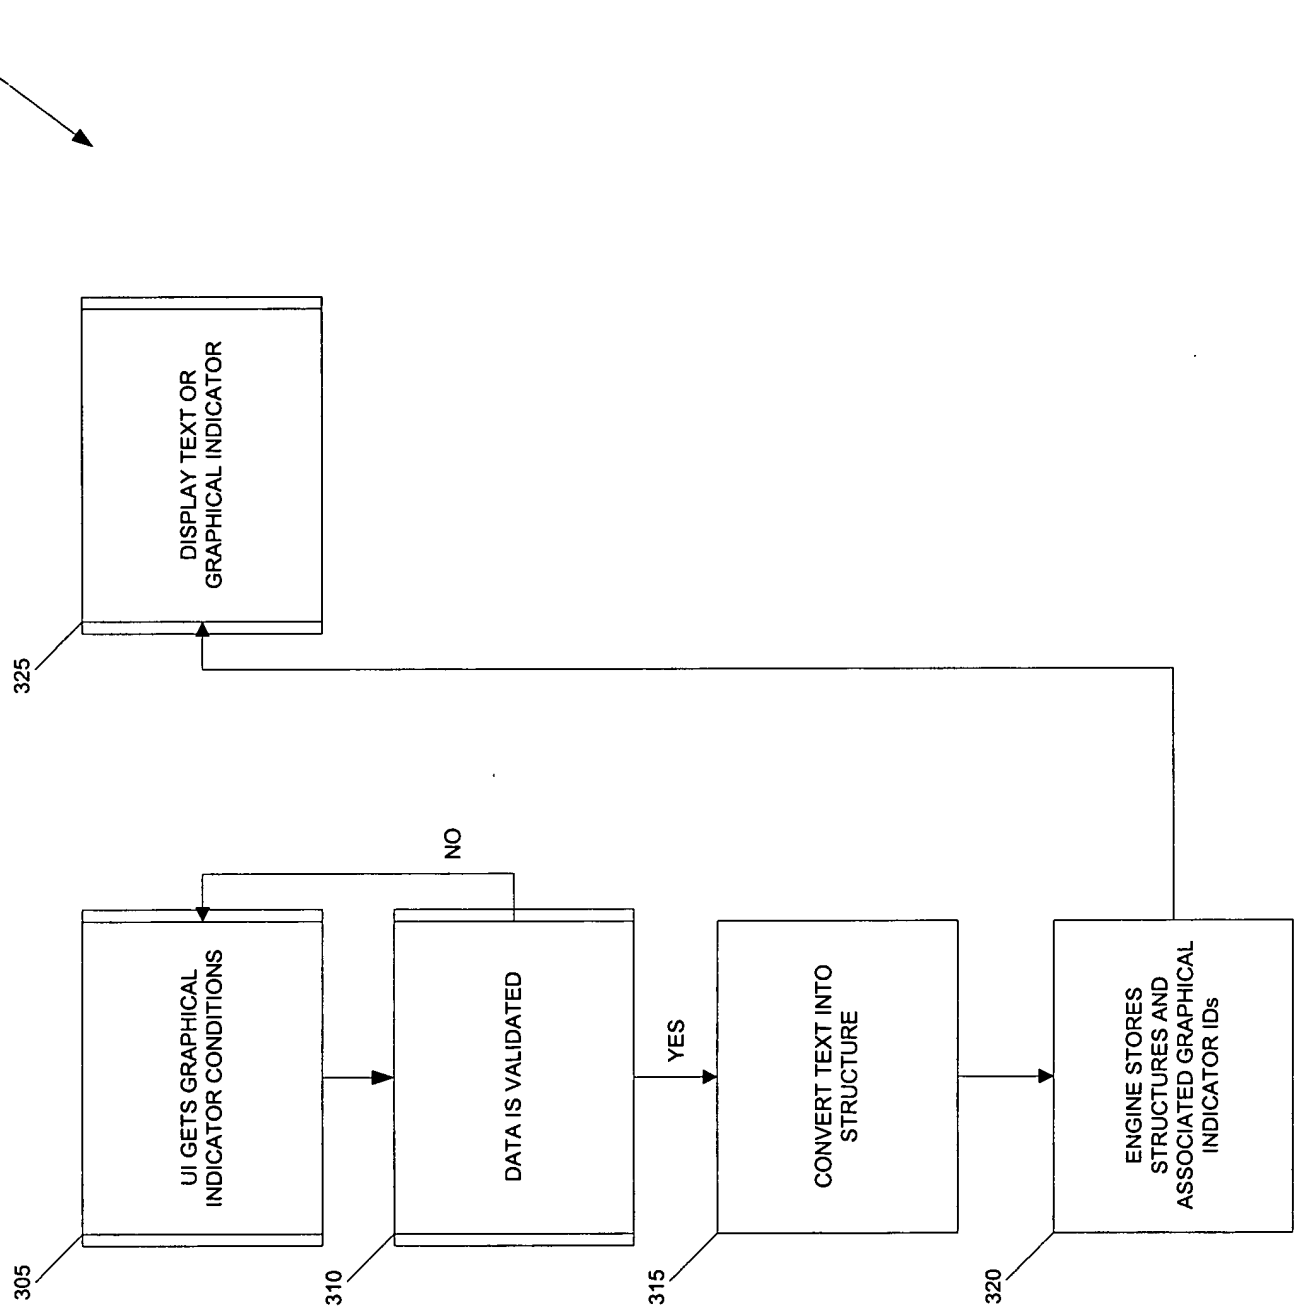 305
UI GETS GRAPHICAL
INDICATOR CONDITIONS
310
DATA IS VALIDATED
NO
YES
315
CONVERT TEXT INTO
STRUCTURE
320
ENGINE STORES
STRUCTURES AND
ASSOCIATED GRAPHICAL
INDICATOR IDs
325
DISPLAY TEXT OR
GRAPHICAL INDICATOR